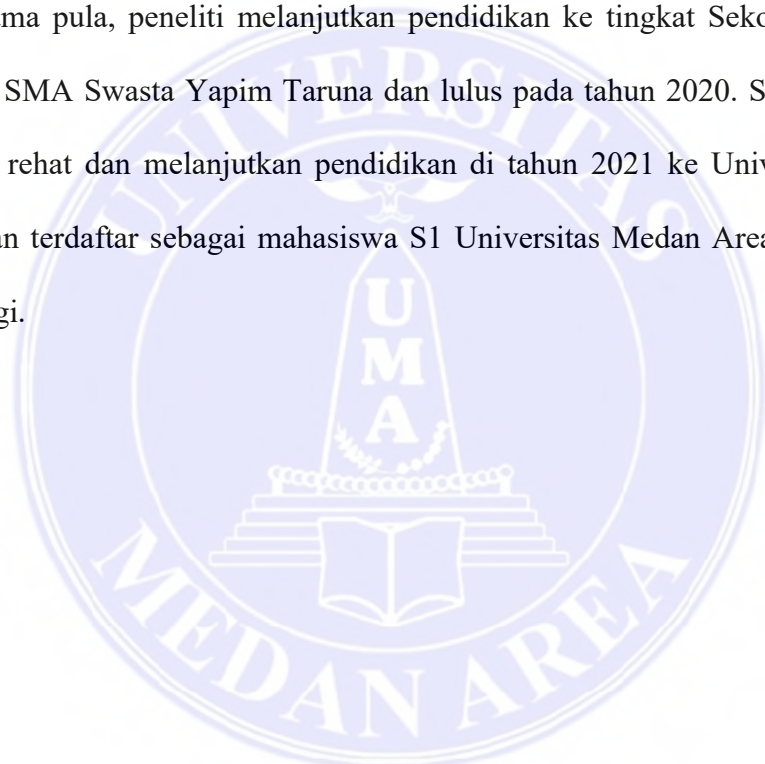 ma pula, peneliti melanjutkan pendidikan ke tingkat Seko
SMA Swasta Yapim Taruna dan lulus pada tahun 2020. S
rehat dan melanjutkan pendidikan di tahun 2021 ke Univ
n terdaftar sebagai mahasiswa S1 Universitas Medan Area
gi.
UNIVERSITAS
U
M
A
MEDAN AREA